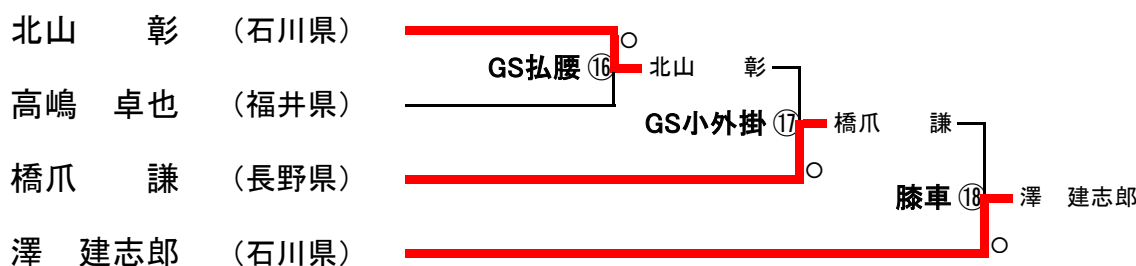 北山　彰　（石川県）
○
GS払腰 ⑯ 北山　彰
高嶋　卓也　（福井県）
GS小外掛 ⑰ 橋爪　謙
橋爪　謙　（長野県）
○
膝車 ⑱ 澤　建志郎
澤　建志郎　（石川県）
○